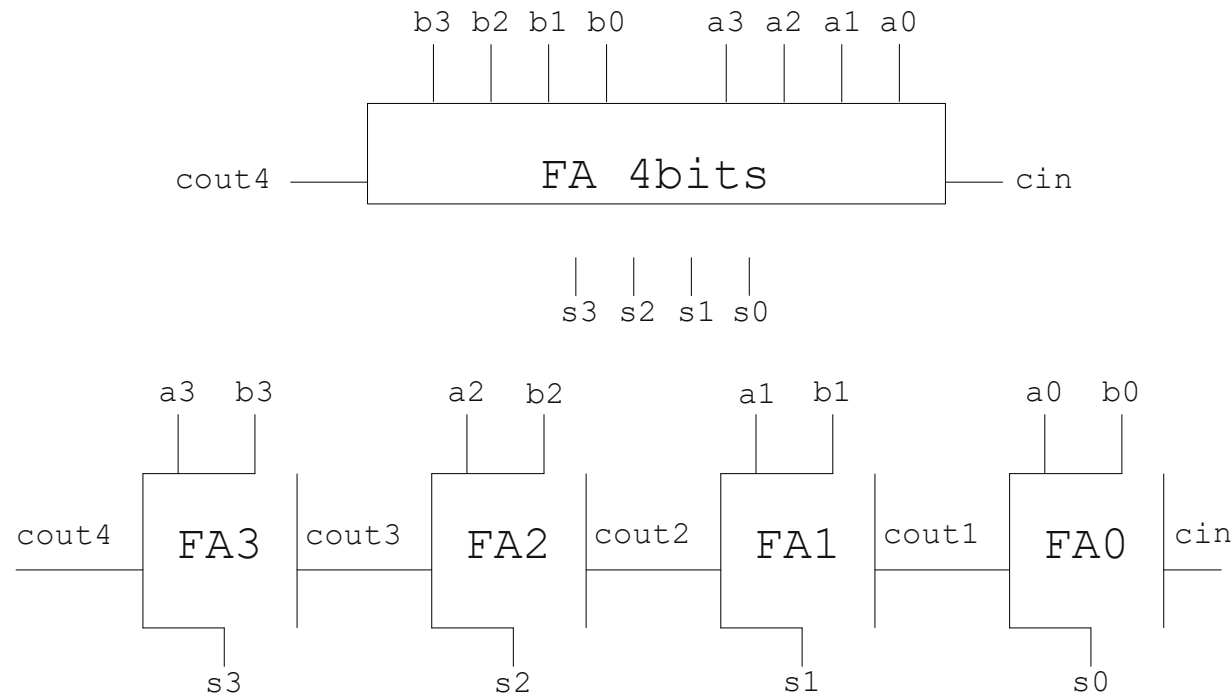 b3 b2 b1 b0 a3 a2 a1 a0
cout4 FA 4bits cin
s3 s2 s1 s0
a3 b3 a2 b2 a1 b1 a0 b0
cout4 FA3 cout3 FA2 cout2 FA1 cout1 FA0 cin
s3 s2 s1 s0